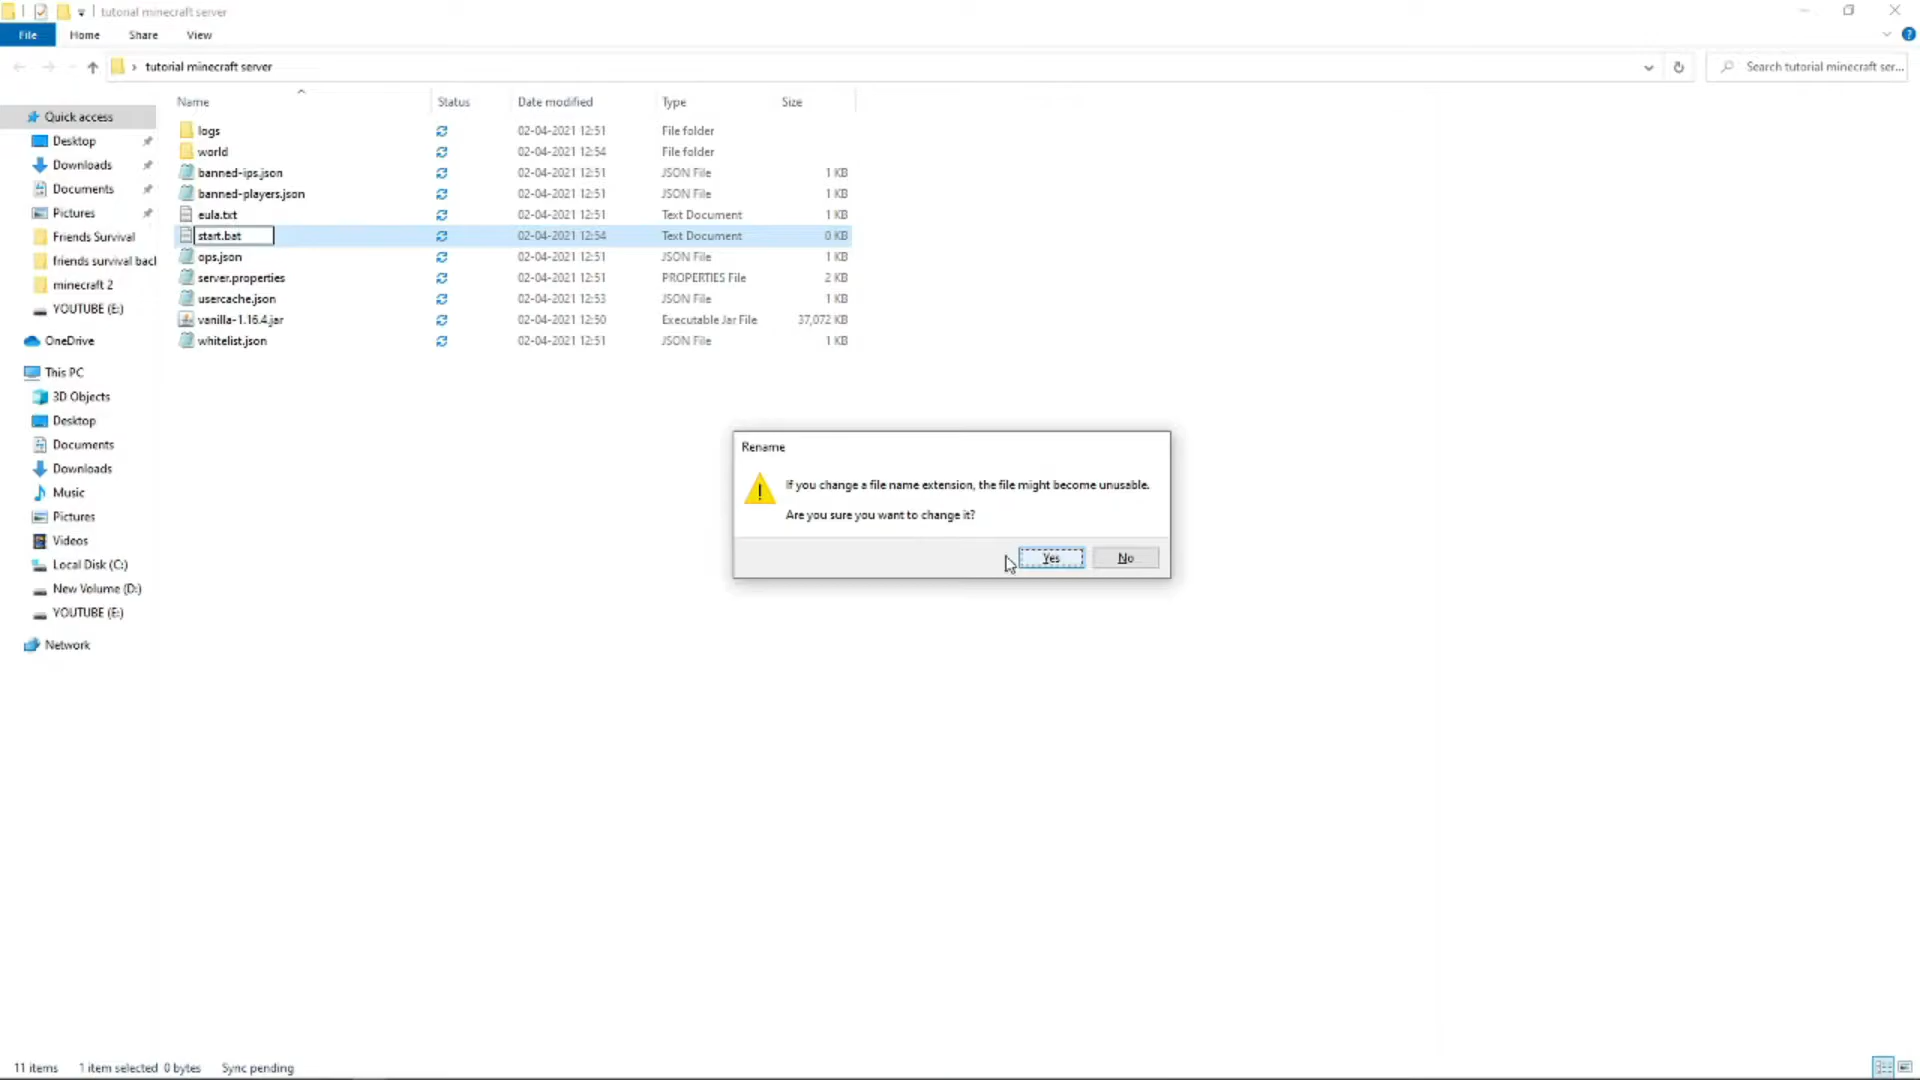 tutorial minecraft server
File Home Share View
tutorial minecraft server
Search tutorial minecraft ser...
Name Status Date modified Type Size
logs 02-04-2021 12:51 File folder
world 02-04-2021 12:54 File folder
banned-ips.json 02-04-2021 12:51 JSON File 1 KB
banned-players.json 02-04-2021 12:51 JSON File 1 KB
eula.txt 02-04-2021 12:51 Text Document 1 KB
start.bat 02-04-2021 12:54 Text Document 0 KB
ops.json 02-04-2021 12:51 JSON File 1 KB
server.properties 02-04-2021 12:51 PROPERTIES File 2 KB
usercache.json 02-04-2021 12:53 JSON File 1 KB
vanilla-1.16.4.jar 02-04-2021 12:50 Executable Jar File 37,072 KB
whitelist.json 02-04-2021 12:51 JSON File 1 KB
Quick access
Desktop
Downloads
Documents
Pictures
Friends Survival
friends survival bacl
minecraft 2
YOUTUBE (E:)
OneDrive
This PC
3D Objects
Desktop
Documents
Downloads
Music
Pictures
Videos
Local Disk (C:)
New Volume (D:)
YOUTUBE (E:)
Network
Rename
If you change a file name extension, the file might become unusable.
Are you sure you want to change it?
Yes No
11 items 1 item selected 0 bytes Sync pending